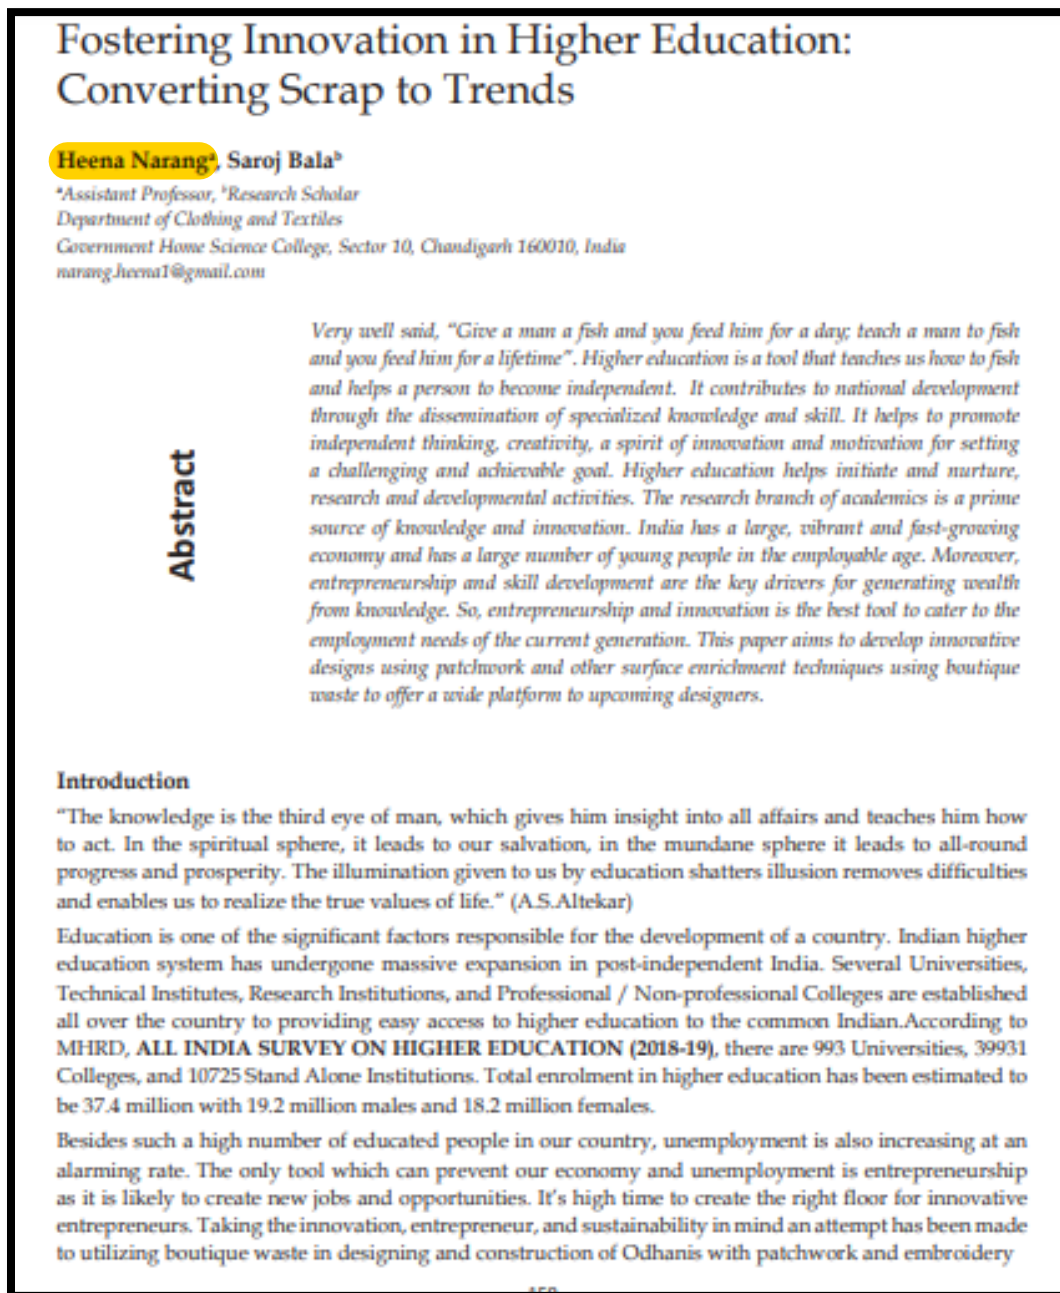 Fostering Innovation in Higher Education:
Converting Scrap to Trends
Heena Narangᵃ, Saroj Balaᵇ
ᵃAssistant Professor, ᵇResearch Scholar
Department of Clothing and Textiles
Government Home Science College, Sector 10, Chandigarh 160010, India
narang.heena1@gmail.com
Abstract
Very well said, “Give a man a fish and you feed him for a day; teach a man to fish
and you feed him for a lifetime”. Higher education is a tool that teaches us how to fish
and helps a person to become independent. It contributes to national development
through the dissemination of specialized knowledge and skill. It helps to promote
independent thinking, creativity, a spirit of innovation and motivation for setting
a challenging and achievable goal. Higher education helps initiate and nurture,
research and developmental activities. The research branch of academics is a prime
source of knowledge and innovation. India has a large, vibrant and fast-growing
economy and has a large number of young people in the employable age. Moreover,
entrepreneurship and skill development are the key drivers for generating wealth
from knowledge. So, entrepreneurship and innovation is the best tool to cater to the
employment needs of the current generation. This paper aims to develop innovative
designs using patchwork and other surface enrichment techniques using boutique
waste to offer a wide platform to upcoming designers.
Introduction
“The knowledge is the third eye of man, which gives him insight into all affairs and teaches him how
to act. In the spiritual sphere, it leads to our salvation, in the mundane sphere it leads to all-round
progress and prosperity. The illumination given to us by education shatters illusion removes difficulties
and enables us to realize the true values of life.” (A.S.Altekar)
Education is one of the significant factors responsible for the development of a country. Indian higher
education system has undergone massive expansion in post-independent India. Several Universities,
Technical Institutes, Research Institutions, and Professional / Non-professional Colleges are established
all over the country to providing easy access to higher education to the common Indian.According to
MHRD, ALL INDIA SURVEY ON HIGHER EDUCATION (2018-19), there are 993 Universities, 39931
Colleges, and 10725 Stand Alone Institutions. Total enrolment in higher education has been estimated to
be 37.4 million with 19.2 million males and 18.2 million females.
Besides such a high number of educated people in our country, unemployment is also increasing at an
alarming rate. The only tool which can prevent our economy and unemployment is entrepreneurship
as it is likely to create new jobs and opportunities. It’s high time to create the right floor for innovative
entrepreneurs. Taking the innovation, entrepreneur, and sustainability in mind an attempt has been made
to utilizing boutique waste in designing and construction of Odhanis with patchwork and embroidery